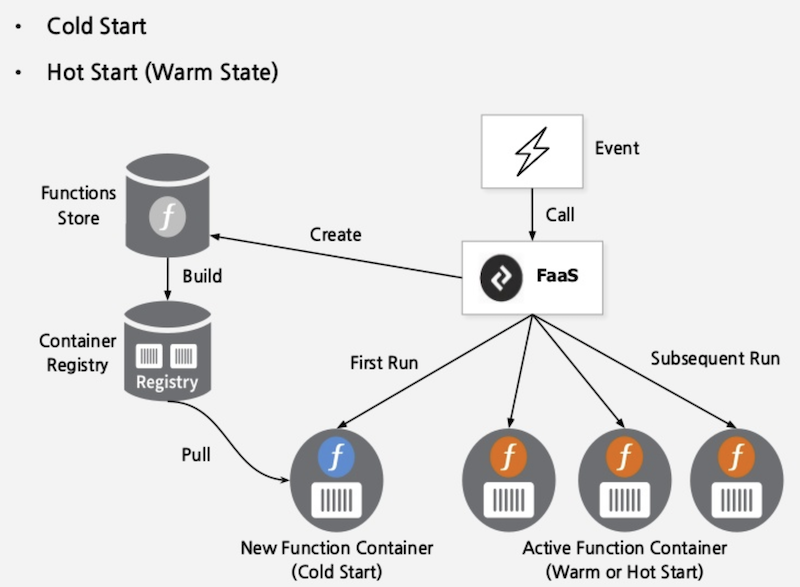 • Cold Start
• Hot Start (Warm State)
Event
Call
Functions
Store
f
Create
FaaS
Build
Container
Registry
Registry
First Run
Subsequent Run
Pull
f
f
f
f
New Function Container
(Cold Start)
Active Function Container
(Warm or Hot Start)